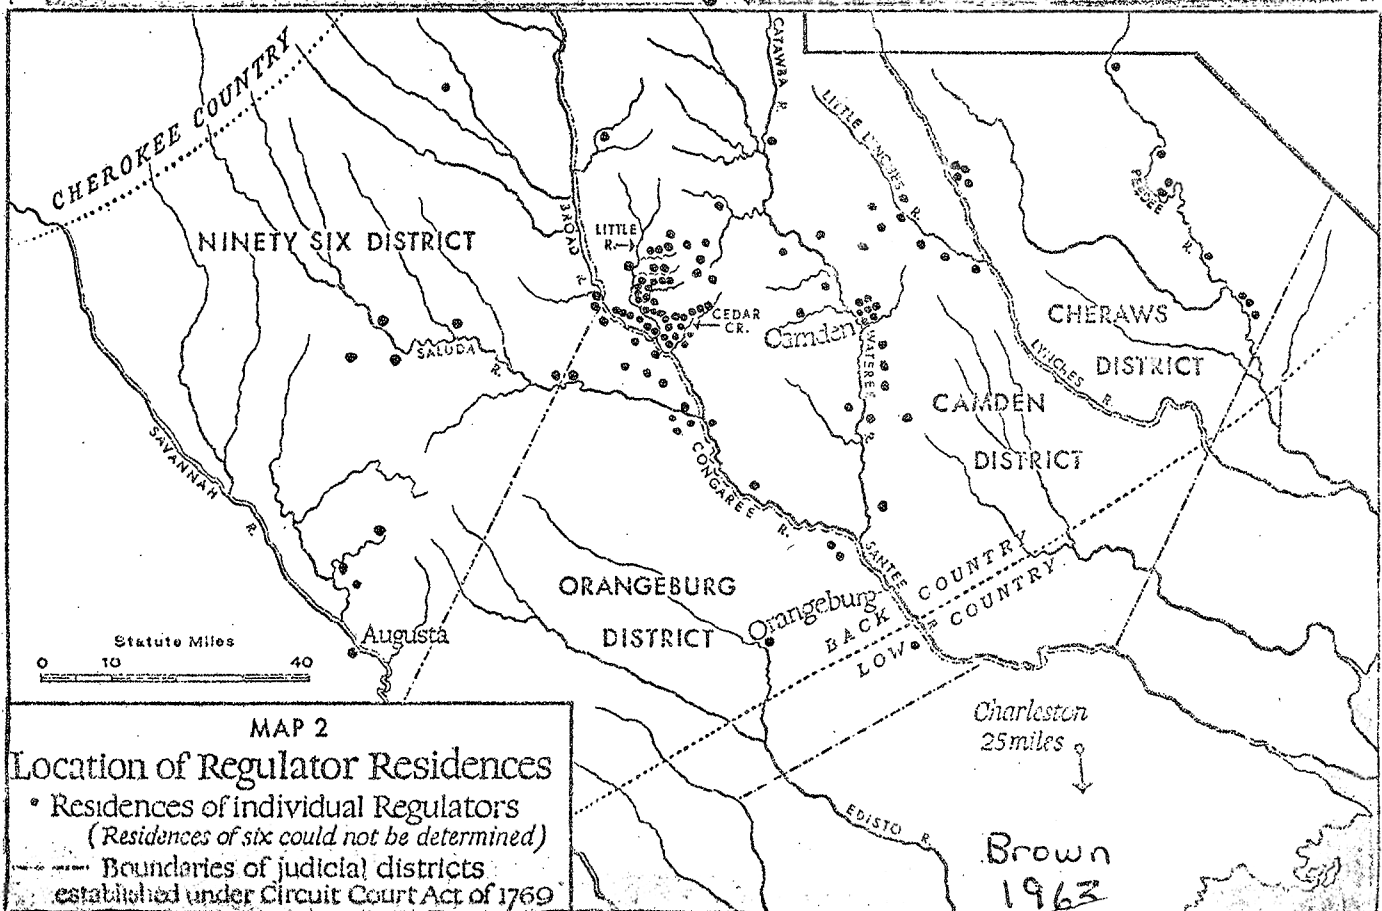 CATAWBA R.
CHEROKEE COUNTRY
LITTLE LYNCHES R.
PEEDEE R.
BROAD R.
NINETY SIX DISTRICT
LITTLE
R.
CEDAR
CR.
CHERAWS
DISTRICT
Camden
WATEREE R.
SALUDA R.
LYNCHES R.
CAMDEN
DISTRICT
SAVANNAH R.
CONGAREE R.
SANTEE R.
BACK COUNTRY
LOW COUNTRY
ORANGEBURG
DISTRICT
Orangeburg
Augusta
Statute Miles
0 10 40
Charleston
25 miles
EDISTO R.
MAP 2
Location of Regulator Residences
• Residences of individual Regulators
(Residences of six could not be determined)
Boundaries of judicial districts
established under Circuit Court Act of 1769
Brown
1963